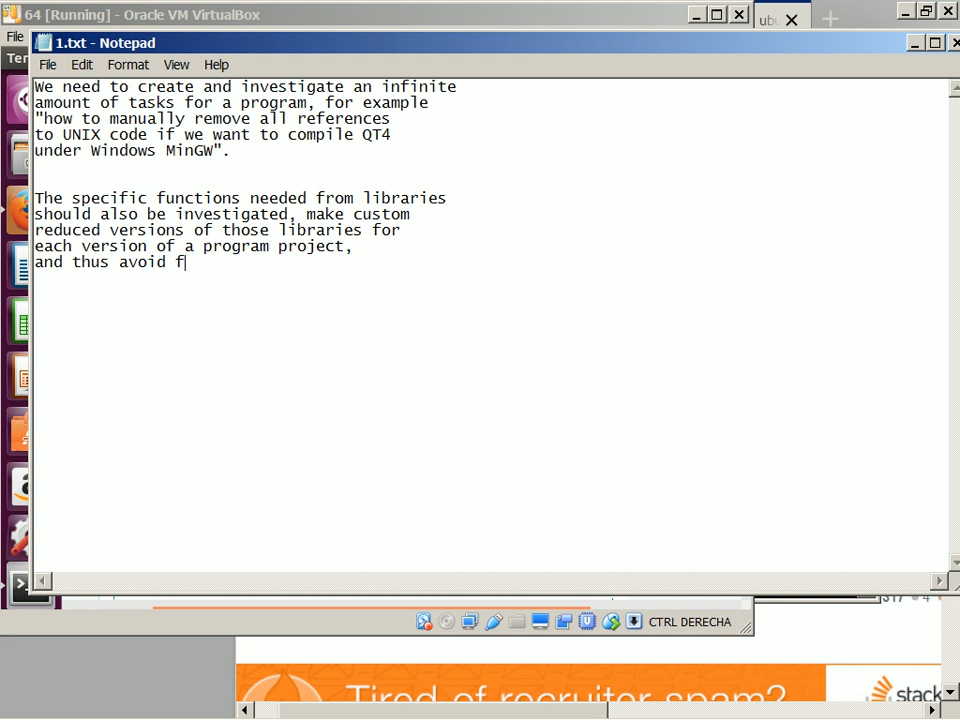 64 [Running] - Oracle VM VirtualBox
ubu
File
1.txt - Notepad
Ter
File Edit Format View Help
We need to create and investigate an infinite
amount of tasks for a program, for example
"how to manually remove all references
to UNIX code if we want to compile QT4
under Windows MinGW".
The specific functions needed from libraries
should also be investigated, make custom
reduced versions of those libraries for
each version of a program project,
and thus avoid f
CTRL DERECHA
Tired of recruiter spam?
stack